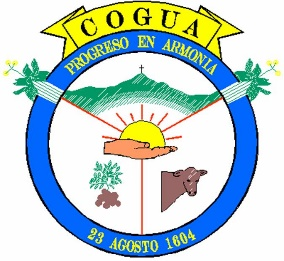 COGUA
PROGRESO EN ARMONIA
23 AGOSTO 1604